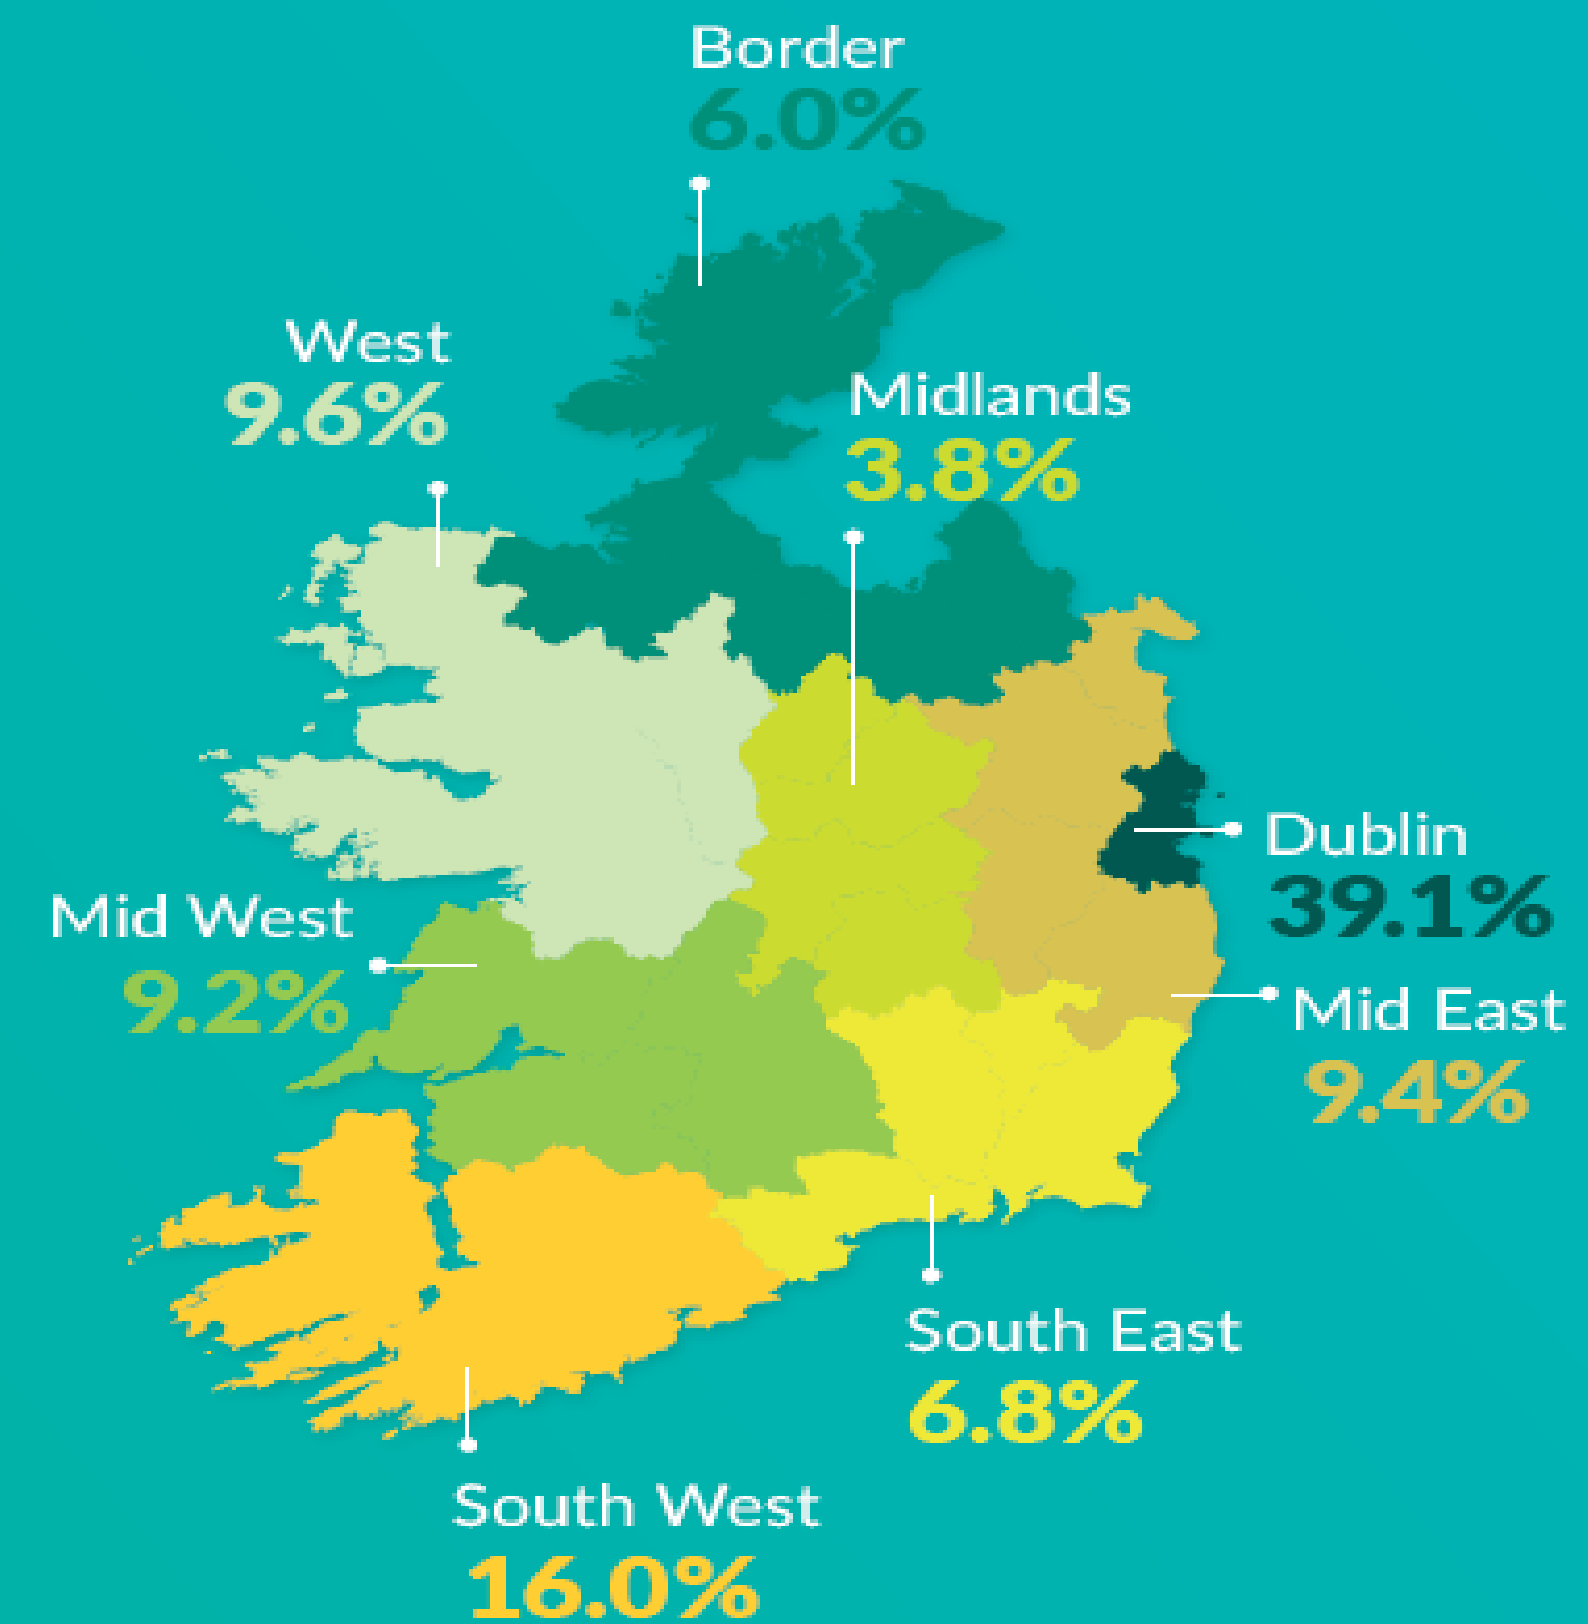 Border
6.0%
West
9.6%
Midlands
3.8%
Dublin
39.1%
Mid West
9.2%
Mid East
9.4%
South East
6.8%
South West
16.0%